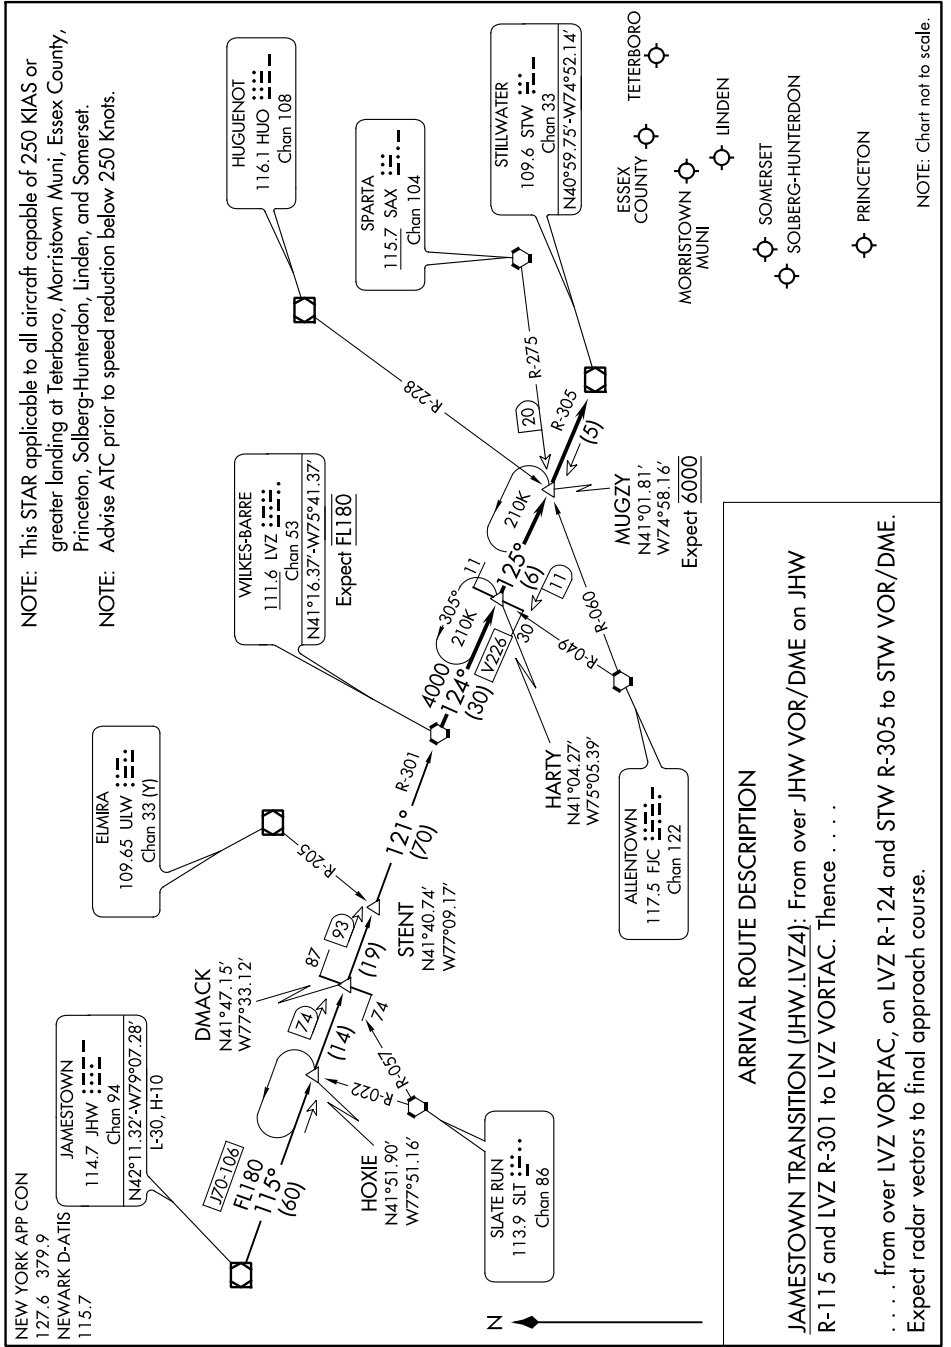 NEW YORK APP CON
127.6 379.9
NEWARK D-ATIS
115.7
NOTE: This STAR applicable to all aircraft capable of 250 KIAS or
greater landing at Teterboro, Morristown Muni, Essex County,
Princeton, Solberg-Hunterdon, Linden, and Somerset.
NOTE: Advise ATC prior to speed reduction below 250 Knots.
JAMESTOWN
114.7 JHW
Chan 94
N42°11.32'-W79°07.28'
L-30, H-10
ELMIRA
109.65 ULW
Chan 33 (Y)
WILKES-BARRE
111.6 LVZ
Chan 53
N41°16.37'-W75°41.37'
Expect FL180
HUGUENOT
116.1 HUO
Chan 108
SPARTA
115.7 SAX
Chan 104
STILLWATER
109.6 STW
Chan 33
N40°59.75'-W74°52.14'
J70-106
FL180
115°
(60)
HOXIE
N41°51.90'
W77°51.16'
R-022
R-057
74
(14)
74
DMACK
N41°47.15'
W77°33.12'
87
93
(19)
STENT
N41°40.74'
W77°09.17'
R-205
121°
(70)
R-301
4000
124°
(30)
V226
305°
210K
11
30
HARTY
N41°04.27'
W75°05.39'
R-049
R-060
125°
(6)
11
210K
MUGZY
N41°01.81'
W74°58.16'
Expect 6000
R-228
20
R-275
R-305
(5)
SLATE RUN
113.9 SLT
Chan 86
ALLENTOWN
117.5 FJC
Chan 122
TETERBORO
ESSEX
COUNTY
MORRISTOWN
MUNI
LINDEN
SOMERSET
SOLBERG-HUNTERDON
PRINCETON
NOTE: Chart not to scale.
N
ARRIVAL ROUTE DESCRIPTION
JAMESTOWN TRANSITION (JHW.LVZ4): From over JHW VOR/DME on JHW
R-115 and LVZ R-301 to LVZ VORTAC. Thence . . . .
. . . . from over LVZ VORTAC, on LVZ R-124 and STW R-305 to STW VOR/DME.
Expect radar vectors to final approach course.